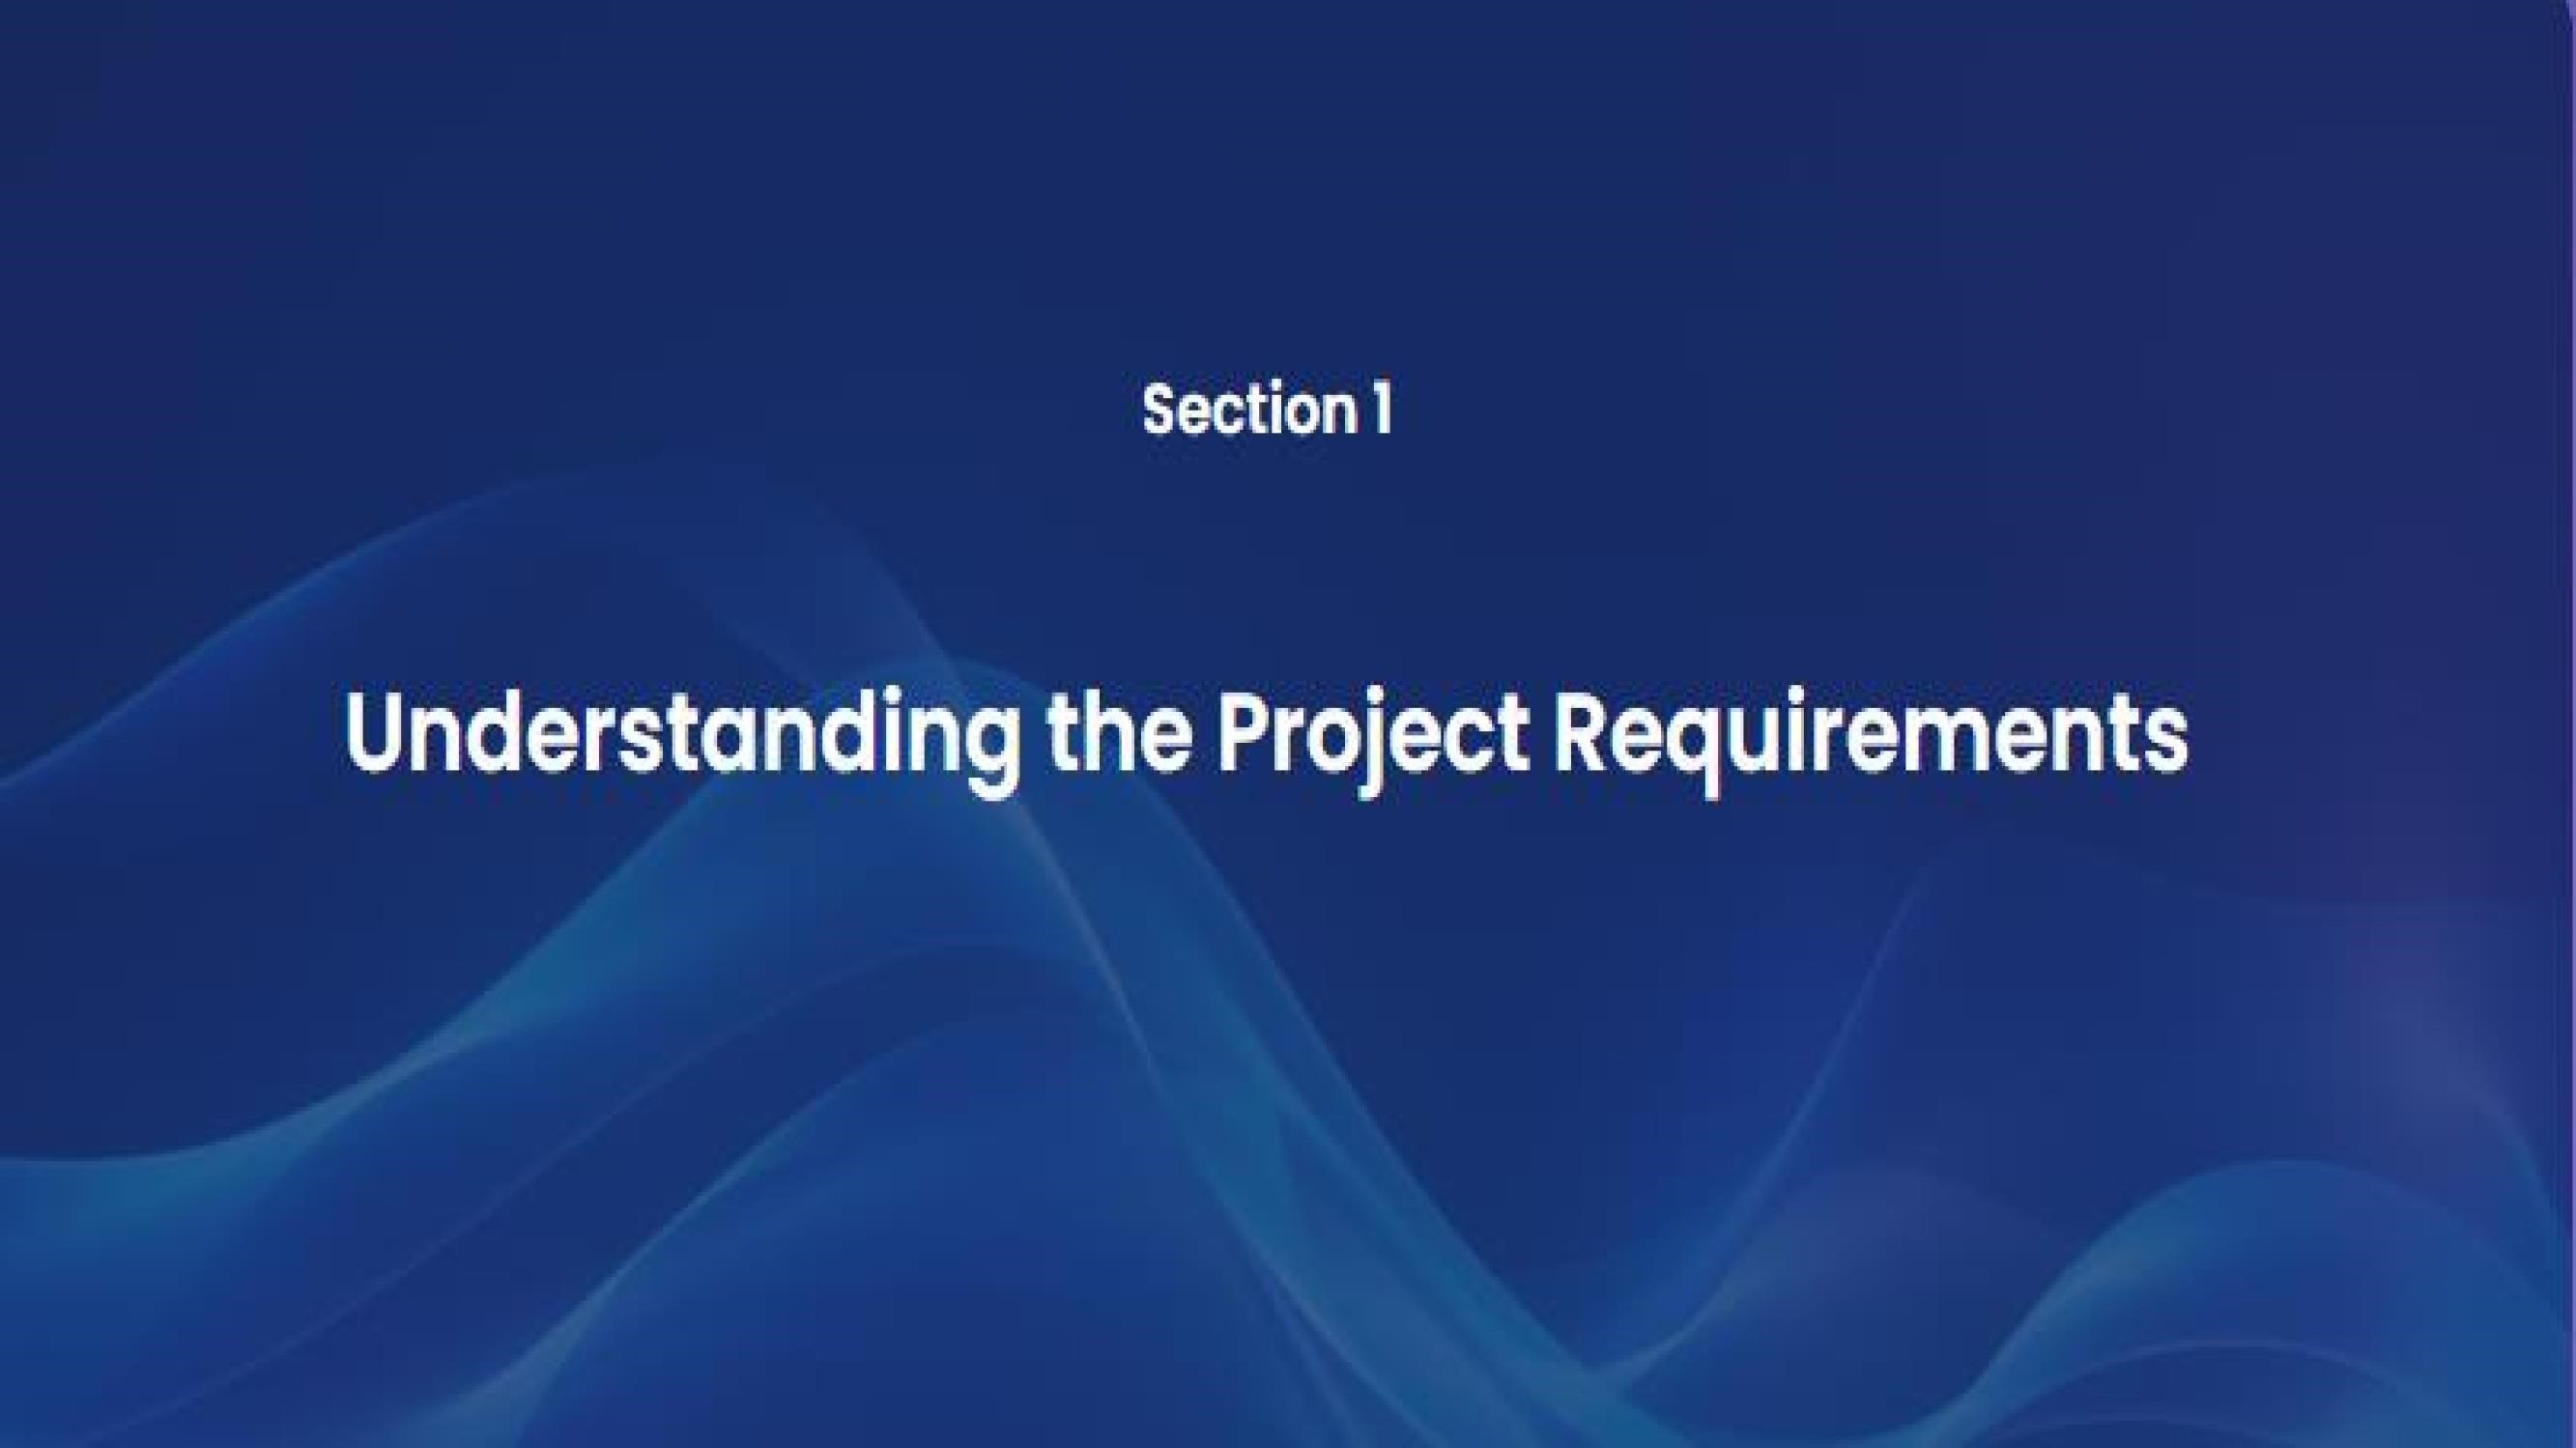 Section 1
Understanding the Project Requirements